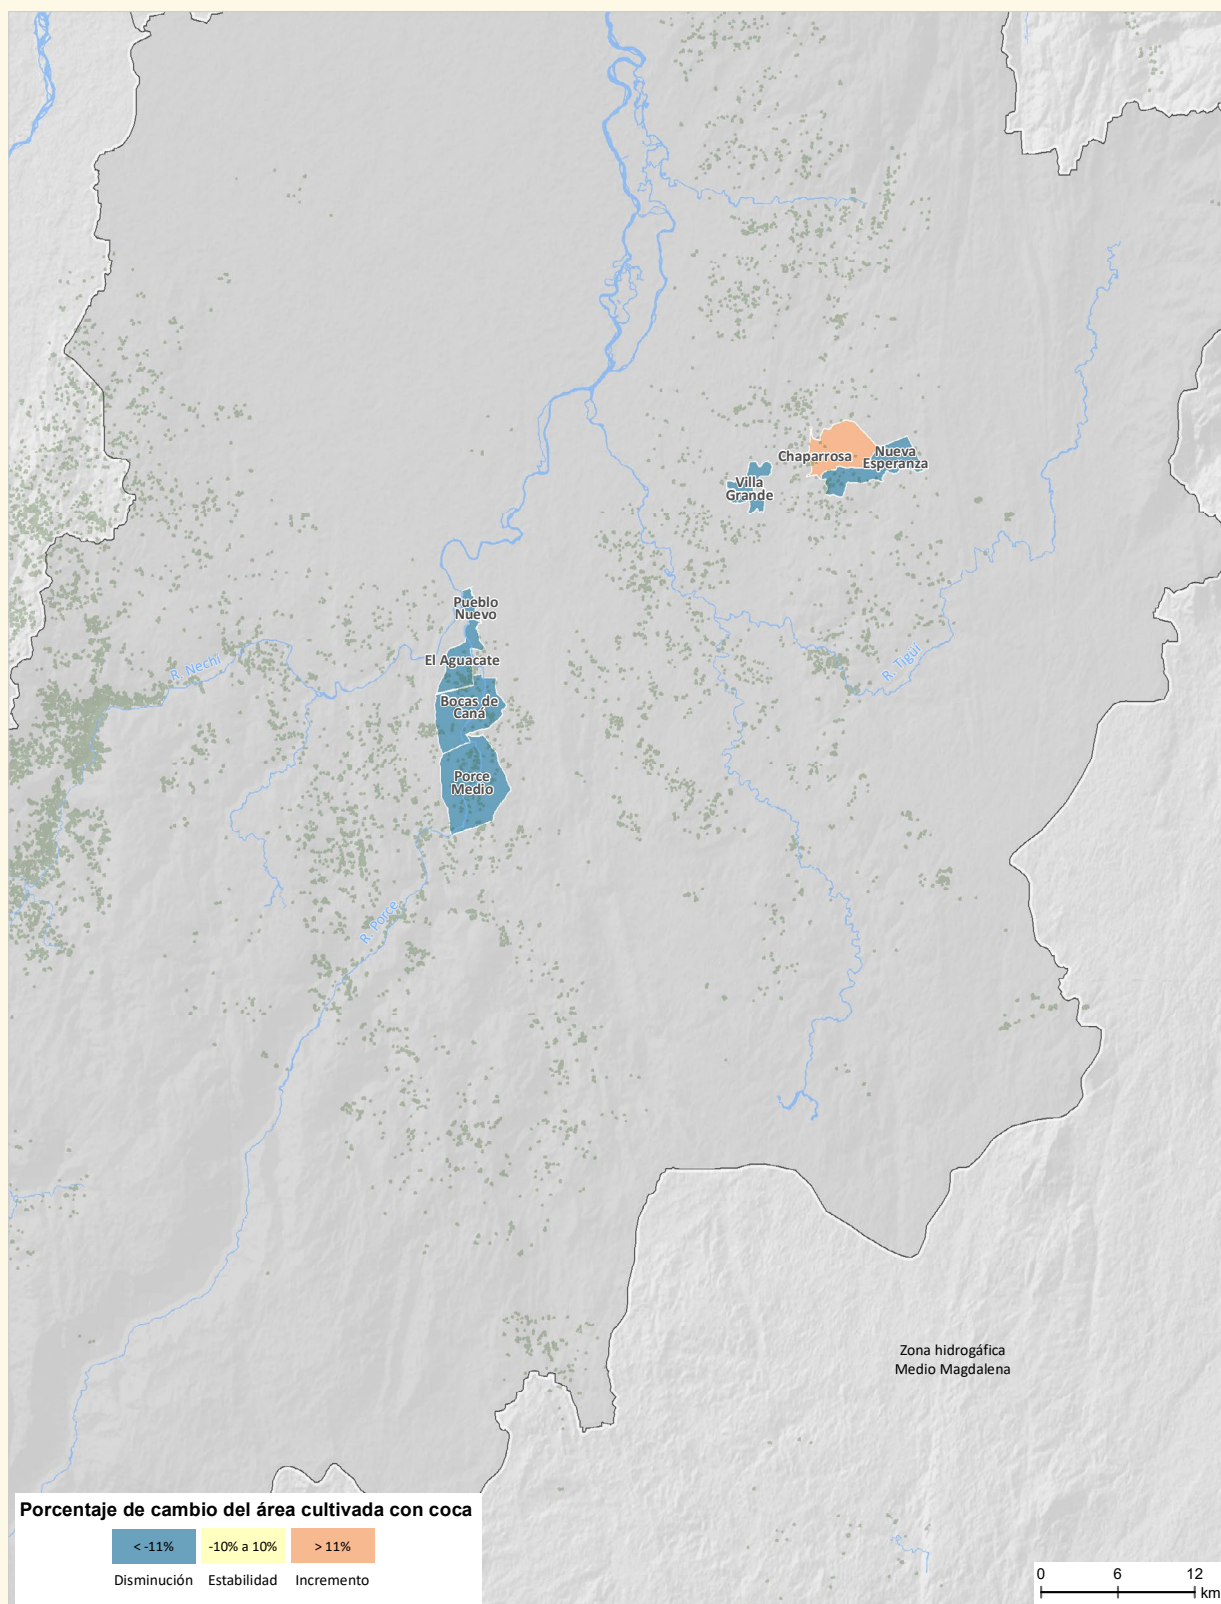 Chaparrosa
Nueva
Esperanza
Villa
Grande
Pueblo
Nuevo
El Aguacate
R. Nechí
R. Tigüí
Bocas de
Caná
Porce
Medio
R. Porce
Zona hidrogáfica
Medio Magdalena
Porcentaje de cambio del área cultivada con coca
< -11%
-10% a 10%
> 11%
Disminución
Estabilidad
Incremento
0
6
12
km